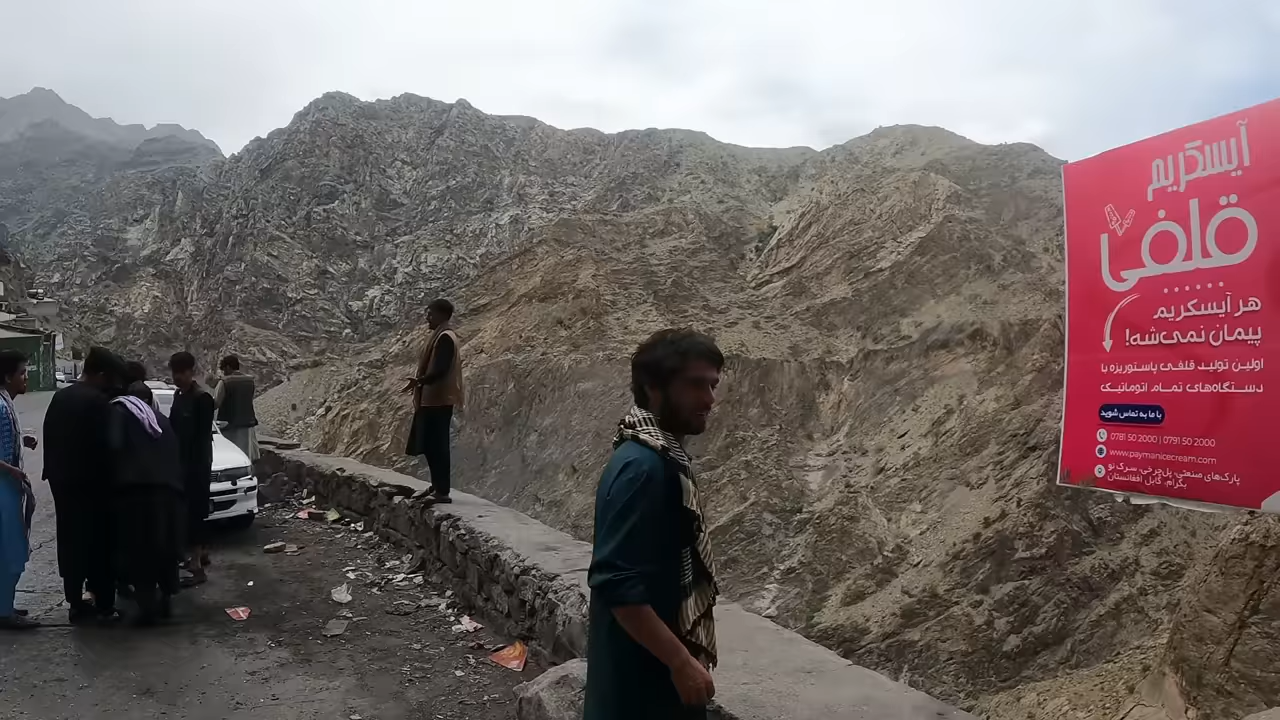 آیسکریم
قلفی
هر آیسکریم
پیمان نمی‌شه!
اولین تولید قلفی پاستوریزه با
دستگاه‌های تمام اتوماتیک
با ما به تماس شوید
0781 50 2000 | 0791 50 2000
www.paymanicecream.com
پارک‌های صنعتی، پل‌چرخی، سرک نو
بگرام، کابل افغانستان